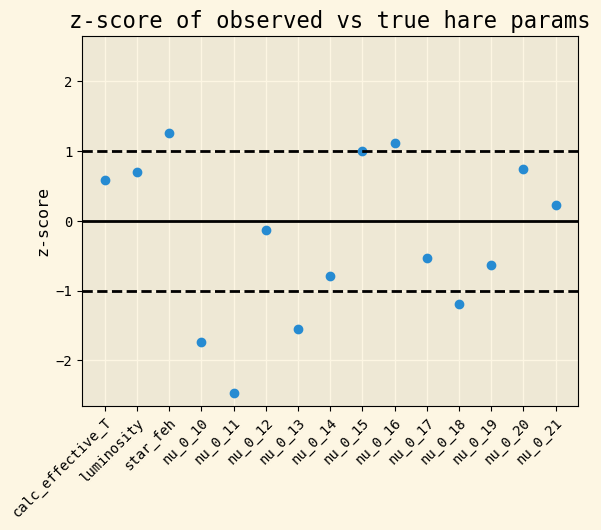 z-score of observed vs true hare params
z-score
2
1
0
−1
−2
calc_effective_T
luminosity
star_feh
nu_0_10
nu_0_11
nu_0_12
nu_0_13
nu_0_14
nu_0_15
nu_0_16
nu_0_17
nu_0_18
nu_0_19
nu_0_20
nu_0_21